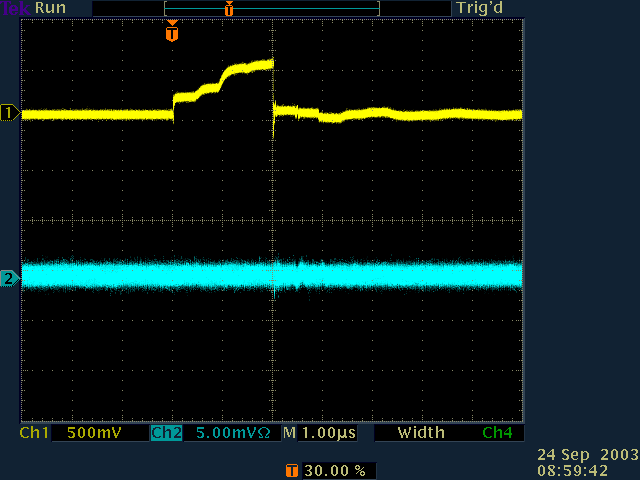 Tek Run Trig'd
T
T
1
2
Ch1 500mV Ch2 5.00mVΩ M 1.00µs Width Ch4
T 30.00 %
24 Sep 2003
08:59:42